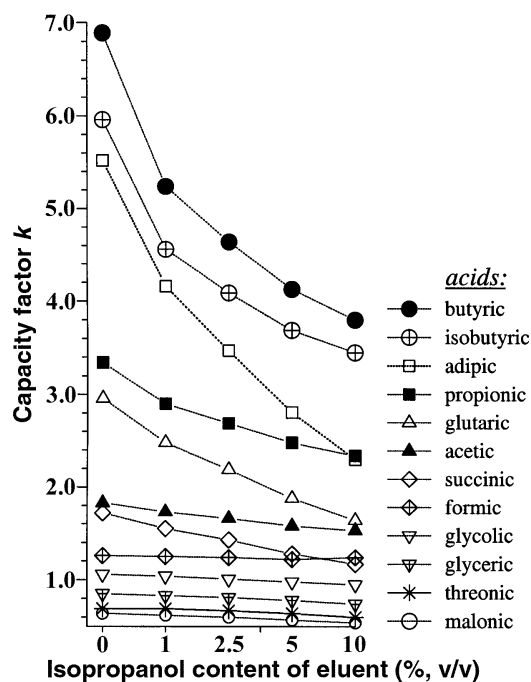 7.0
6.0
5.0
4.0
3.0
2.0
1.0
Capacity factor k
0 1 2.5 5 10
Isopropanol content of eluent (%, v/v)
acids:
butyric
isobutyric
adipic
propionic
glutaric
acetic
succinic
formic
glycolic
glyceric
threonic
malonic